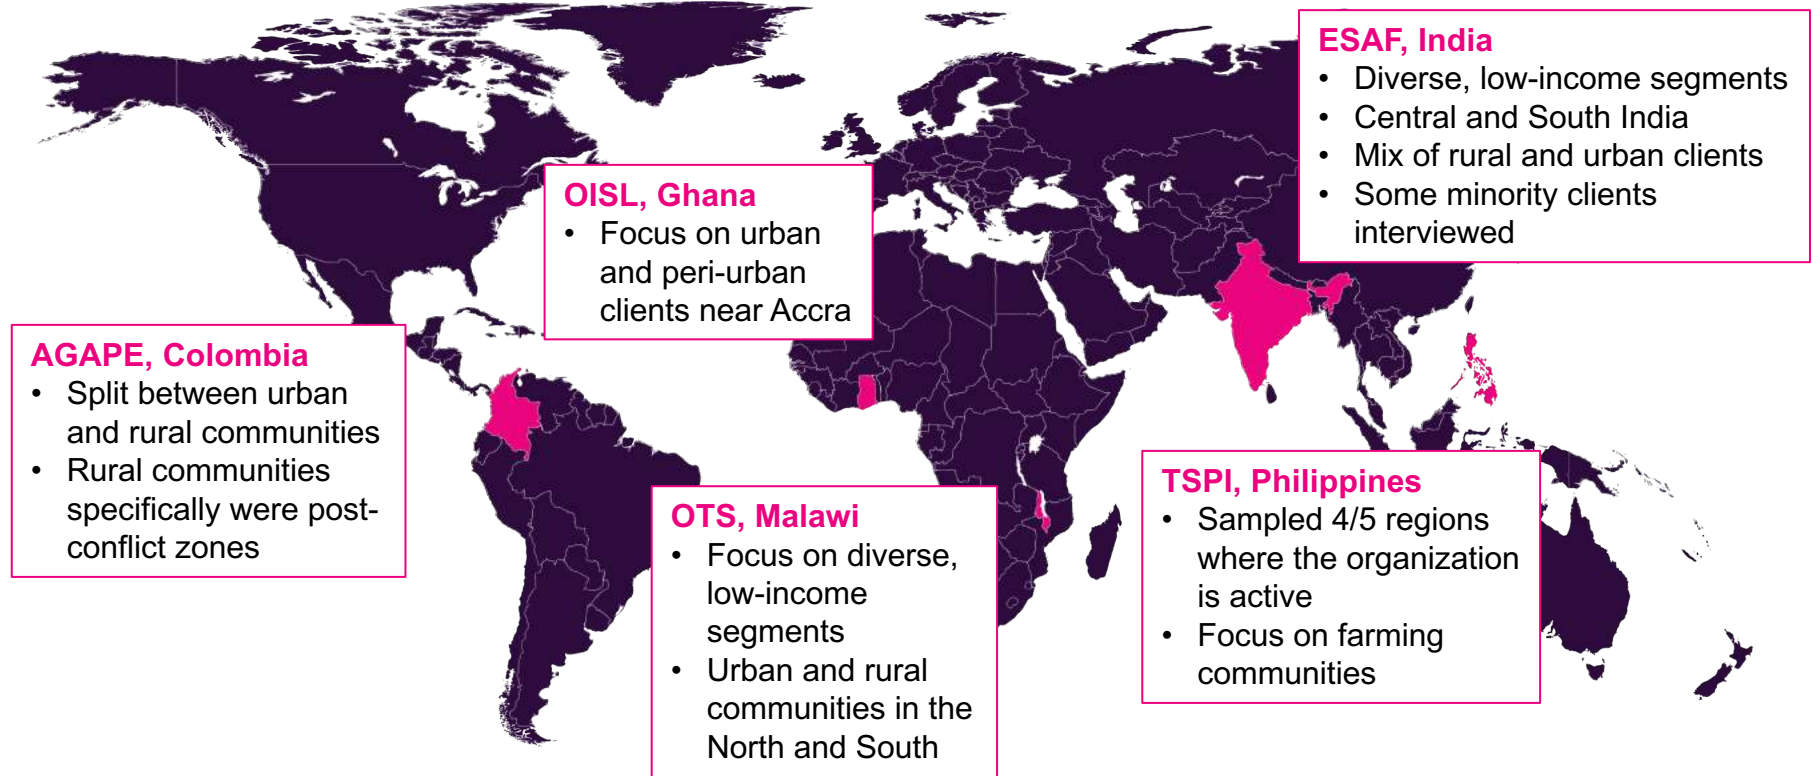 ESAF, India
• Diverse, low-income segments
• Central and South India
• Mix of rural and urban clients
• Some minority clients
interviewed
OISL, Ghana
• Focus on urban
and peri-urban
clients near Accra
AGAPE, Colombia
• Split between urban
and rural communities
• Rural communities
specifically were post-
conflict zones
OTS, Malawi
• Focus on diverse,
low-income
segments
• Urban and rural
communities in the
North and South
TSPI, Philippines
• Sampled 4/5 regions
where the organization
is active
• Focus on farming
communities